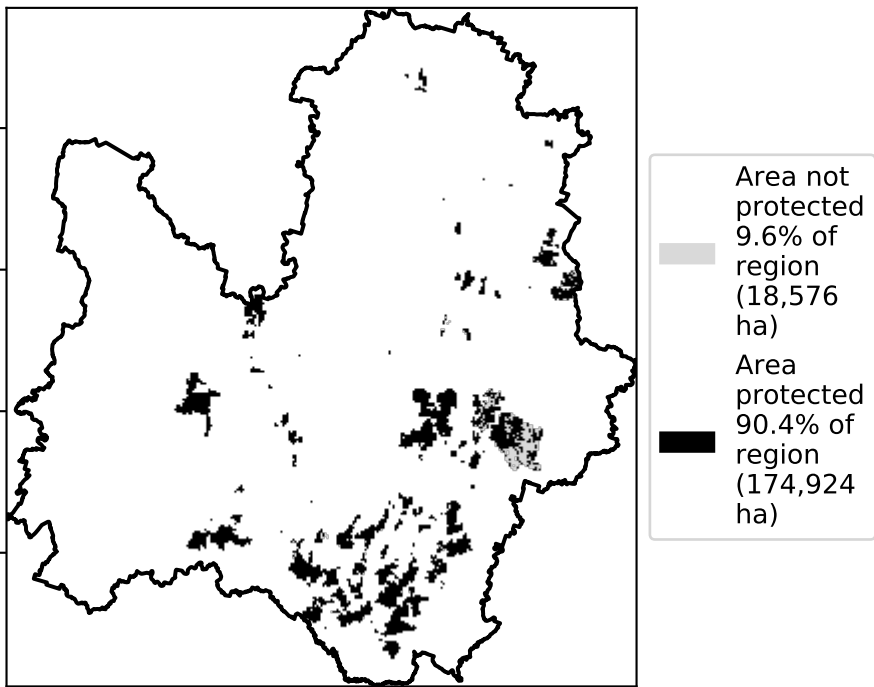 Area not
protected
9.6% of
region
(18,576
ha)
Area
protected
90.4% of
region
(174,924
ha)